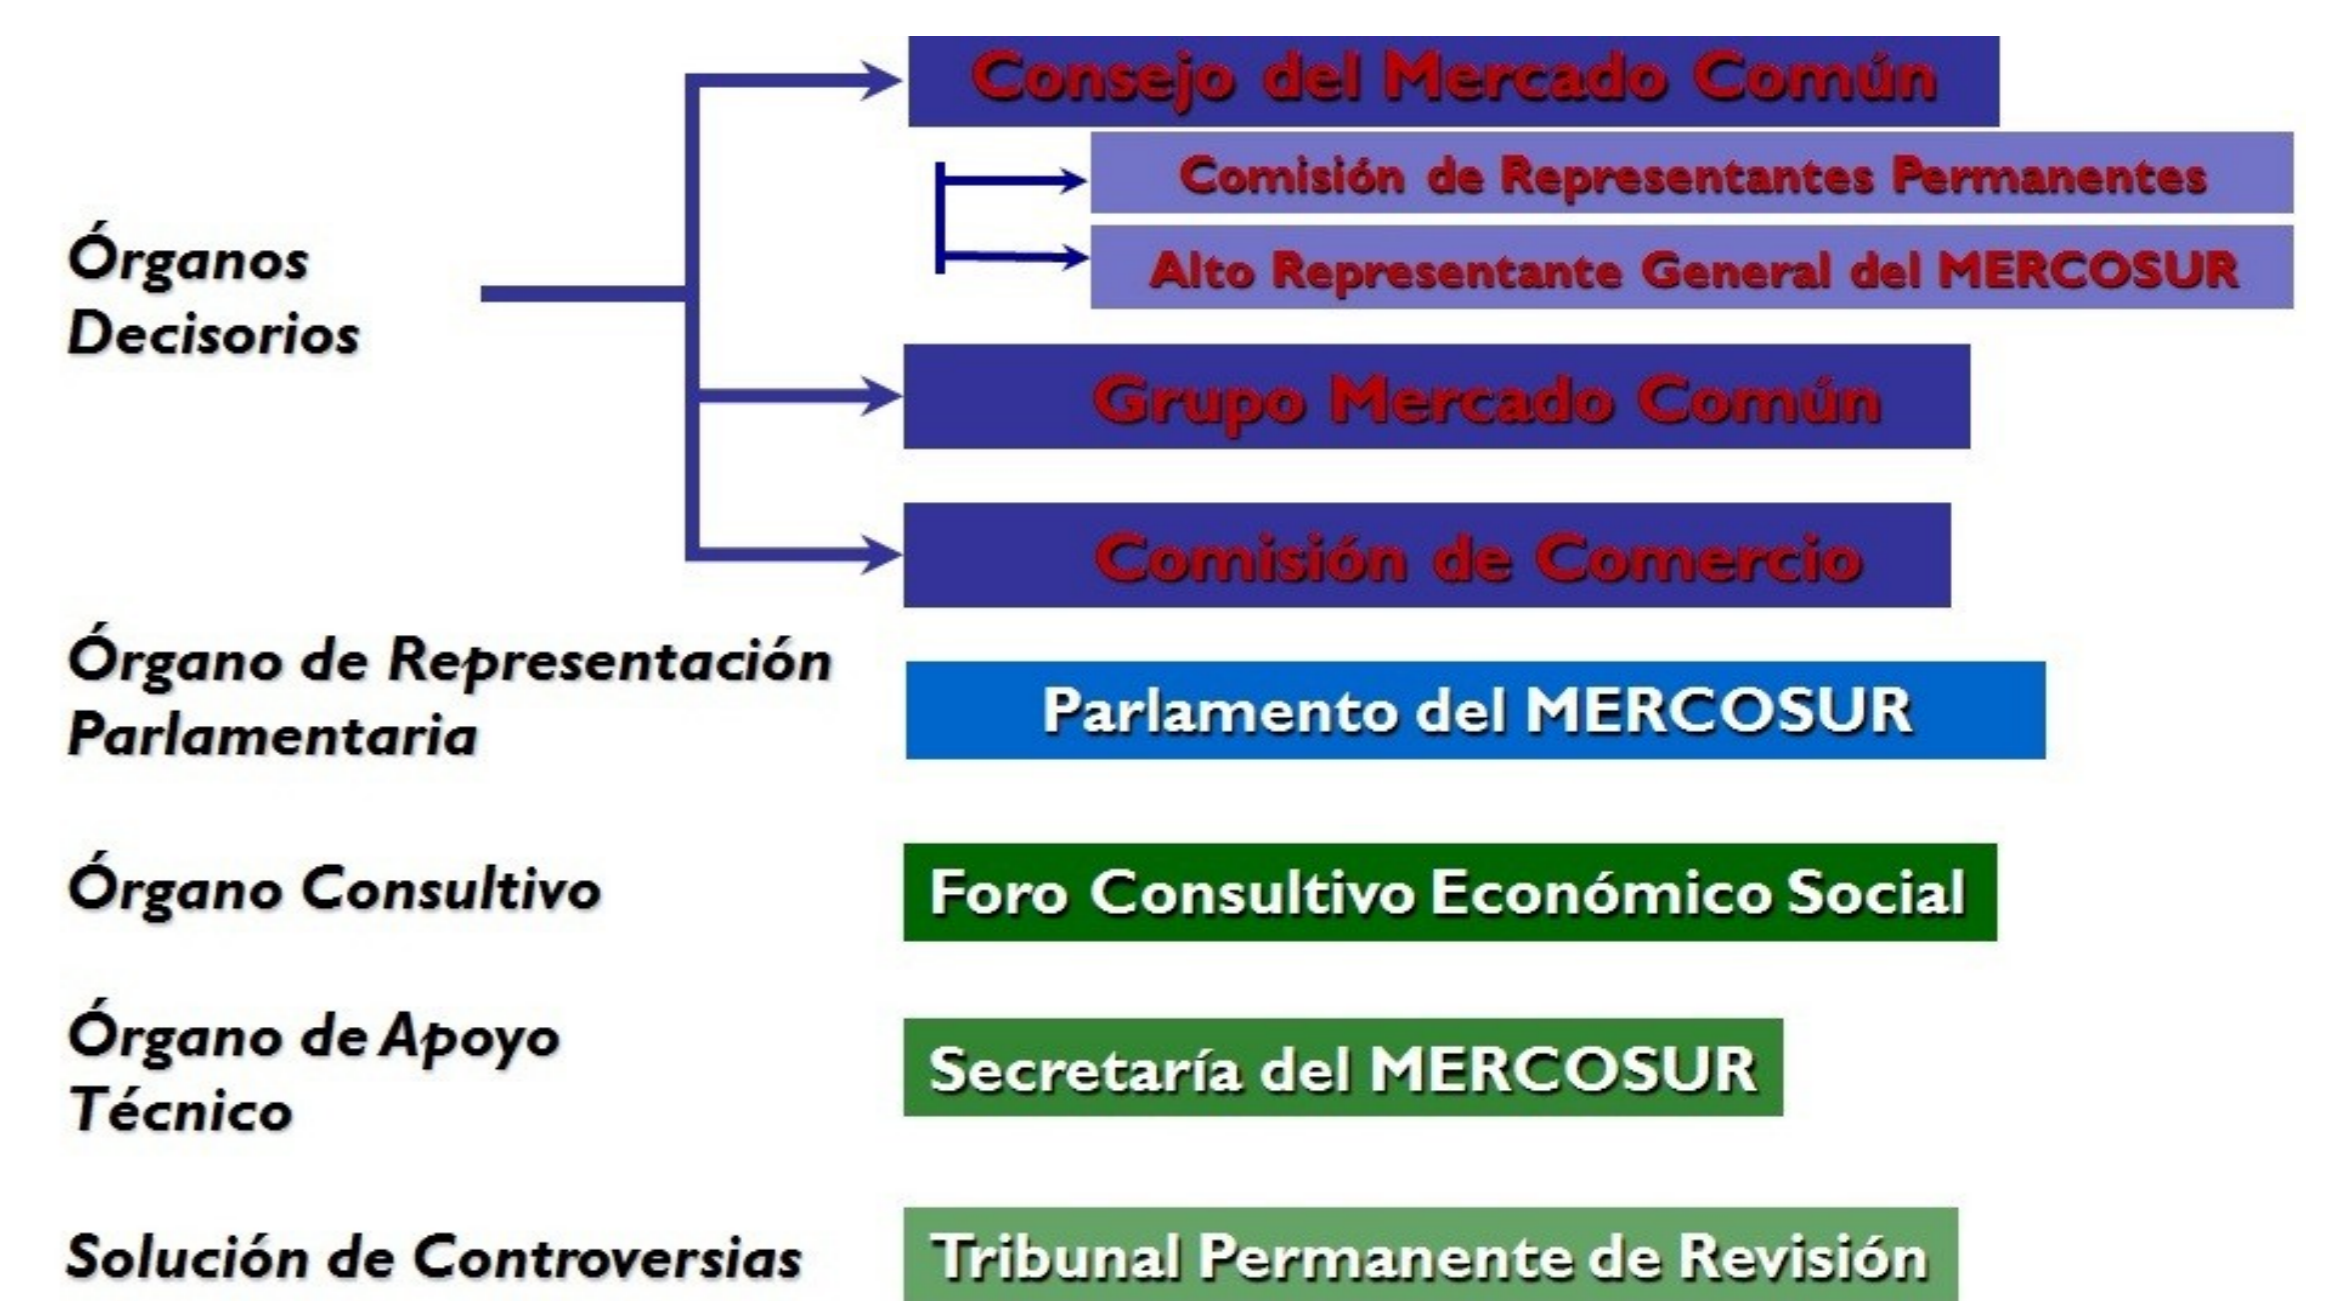 Consejo del Mercado Común
Comisión de Representantes Permanentes
Alto Representante General del MERCOSUR
Órganos
Decisorios
Grupo Mercado Común
Comisión de Comercio
Órgano de Representación
Parlamentaria
Parlamento del MERCOSUR
Órgano Consultivo
Foro Consultivo Económico Social
Órgano de Apoyo
Técnico
Secretaría del MERCOSUR
Solución de Controversias
Tribunal Permanente de Revisión